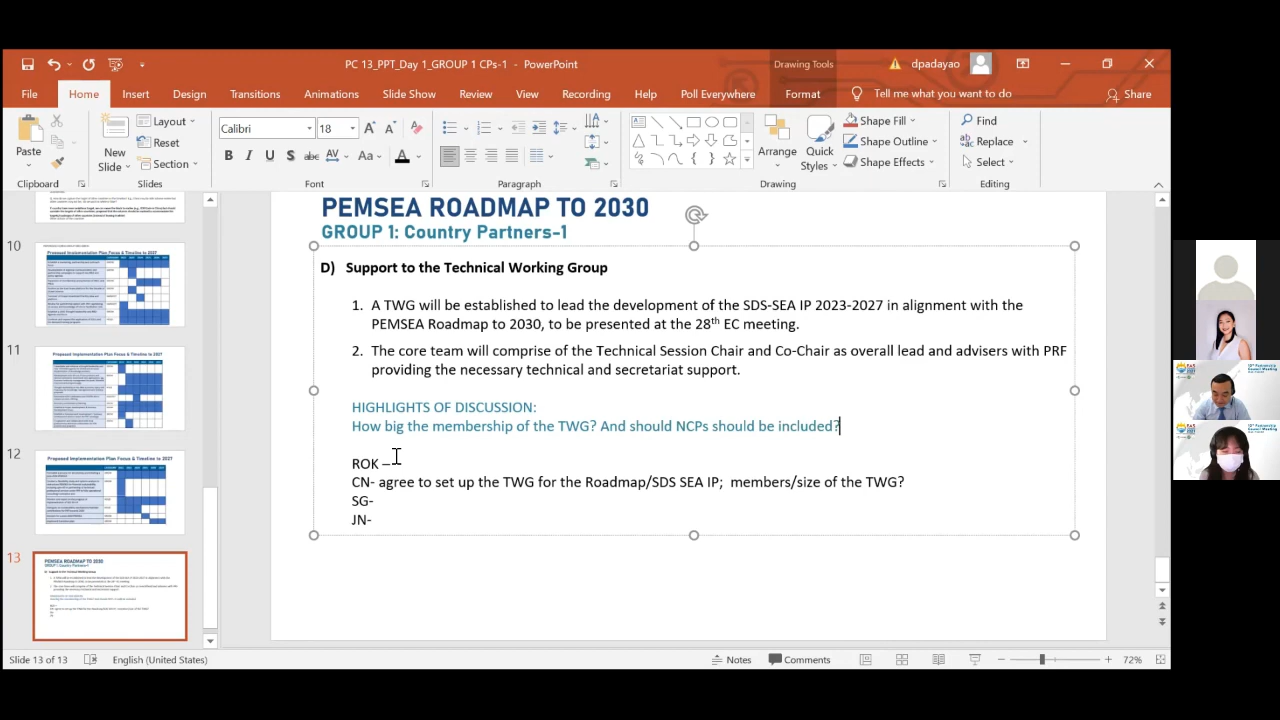 PC 13_PPT_Day 1_GROUP 1 CPs-1 - PowerPoint
Drawing Tools
dpadayao
File Home Insert Design Transitions Animations Slide Show Review View Recording Help Poll Everywhere Format Tell me what you want to do Share
Paste
New Slide
Layout
Reset
Section
Calibri 18
B I U S abc AV Aa A
Arrange
Quick Styles
Shape Fill
Shape Outline
Shape Effects
Find
Replace
Select
Clipboard Slides Font Paragraph Drawing Editing
10
Proposed Implementation Plan Focus & Timeline to 2027
11
Proposed Implementation Plan Focus & Timeline to 2027
12
Proposed Implementation Plan Focus & Timeline to 2027
13
PEMSEA ROADMAP TO 2030
GROUP 1: Country Partners-1
PEMSEA ROADMAP TO 2030
GROUP 1: Country Partners-1
D) Support to the Technical Working Group
1. A TWG will be established to lead the development of the SDS-SEA IP 2023-2027 in alignment with the
PEMSEA Roadmap to 2030, to be presented at the 28th EC meeting.
2. The core team will comprise of the Technical Session Chair and Co-Chair as overall lead and advisers with PRF
providing the necessary technical and secretariat support.
HIGHLIGHTS OF DISCUSSION:
How big the membership of the TWG? And should NCPs should be included?
ROK –
agree to set up the TWG for the Roadmap/SDS SEA IP; members/size of the TWG?
SG-
JN-
Slide 13 of 13 English (United States) Notes Comments 72%